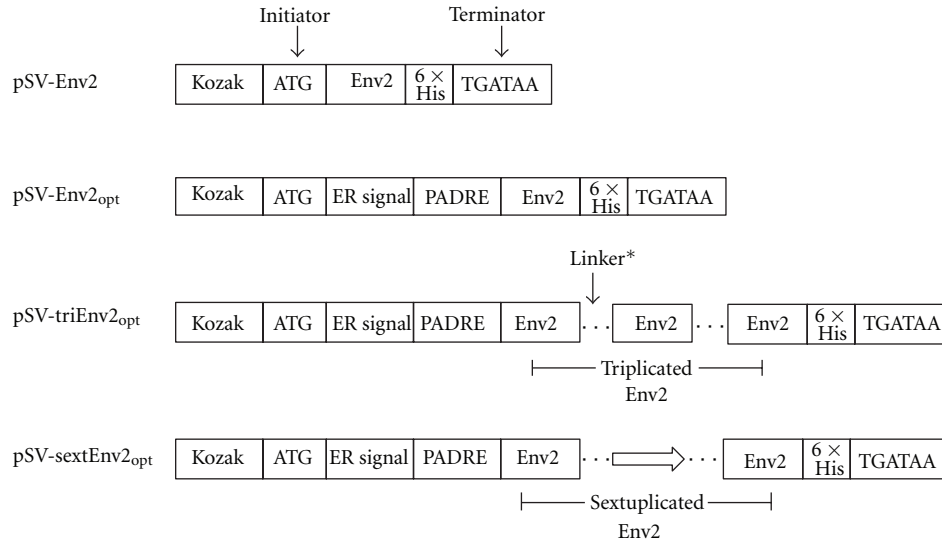 Initiator Terminator
pSV-Env2 Kozak ATG Env2 6 × His TGATAA
pSV-Env2opt Kozak ATG ER signal PADRE Env2 6 × His TGATAA
Linker*
pSV-triEnv2opt Kozak ATG ER signal PADRE Env2 ... Env2 ... Env2 6 × His TGATAA
Triplicated
Env2
pSV-sextEnv2opt Kozak ATG ER signal PADRE Env2 ... ... Env2 6 × His TGATAA
Sextuplicated
Env2